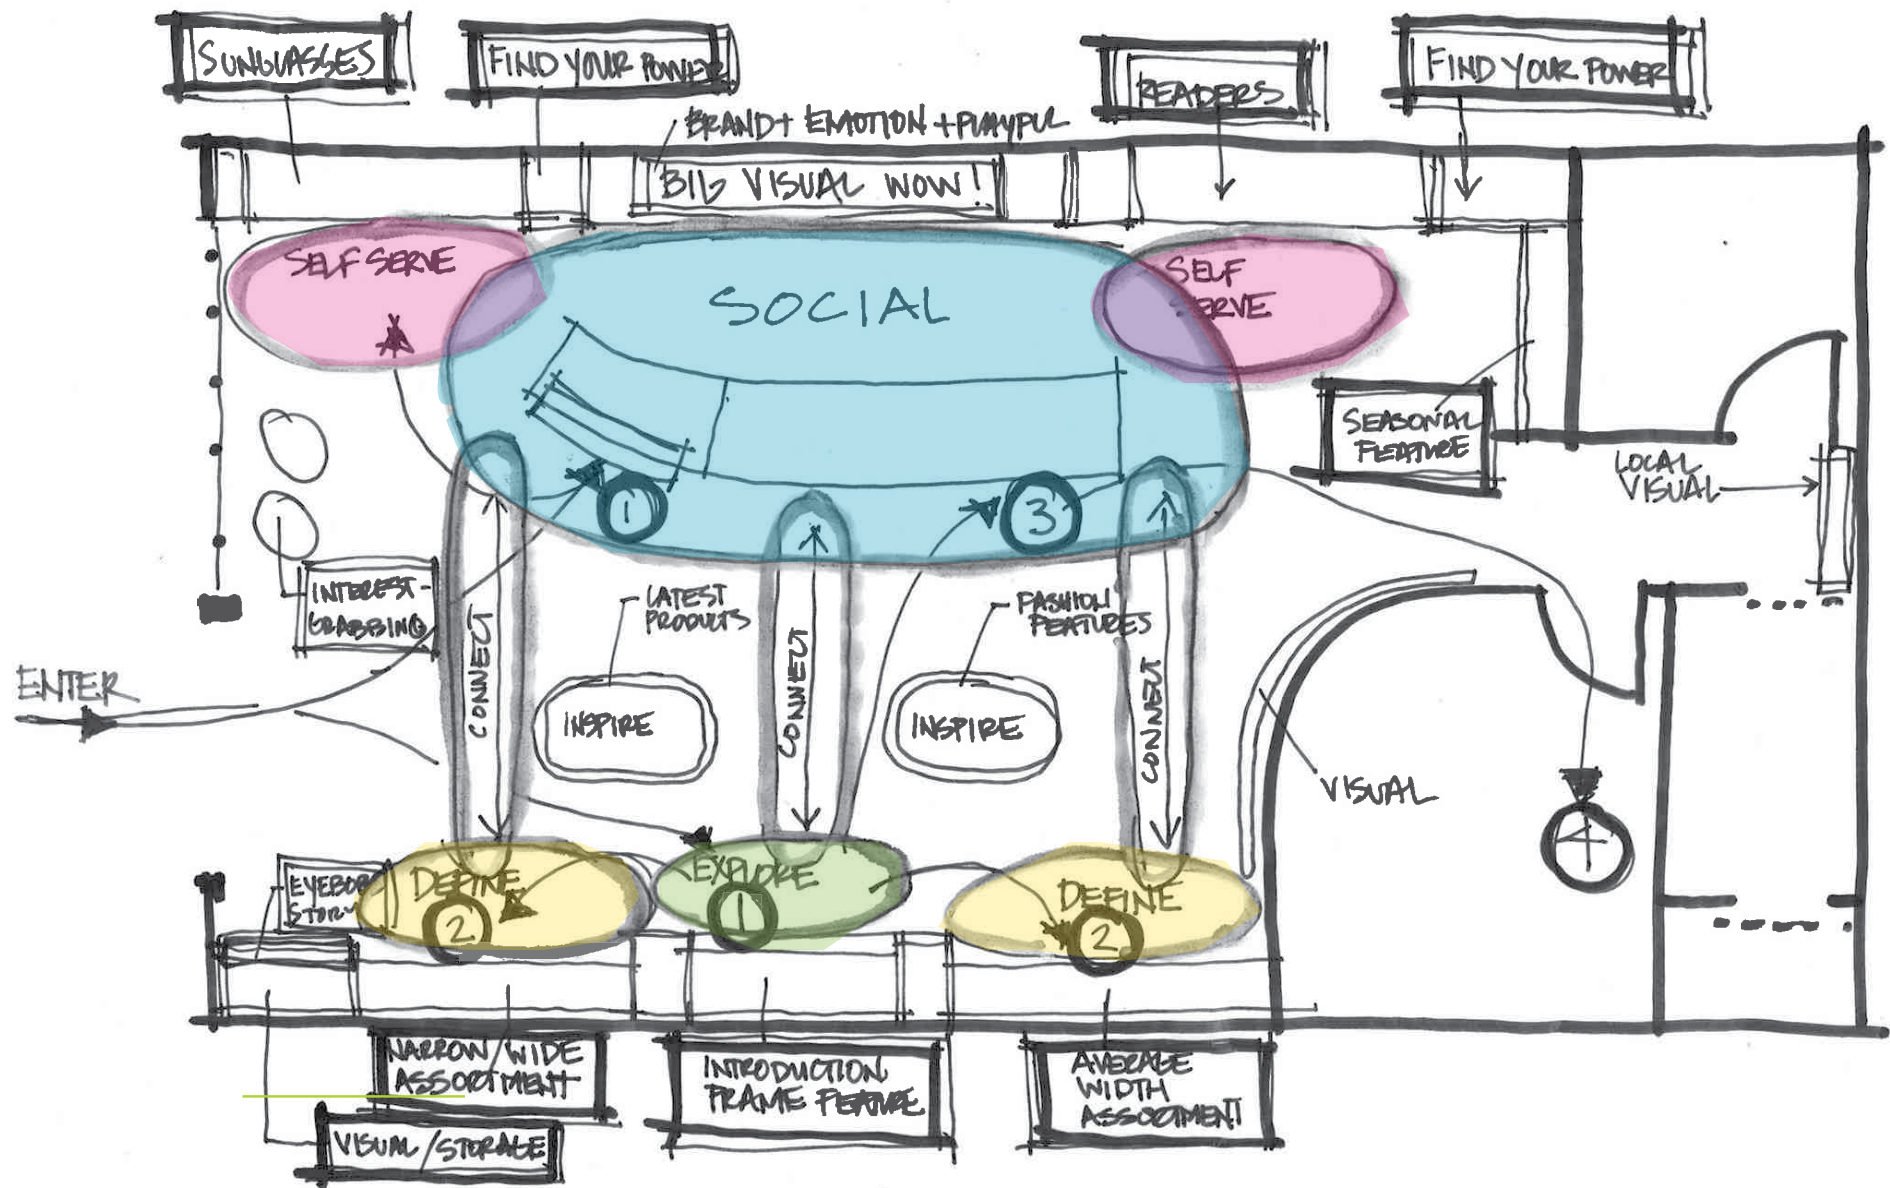 SUNGLASSES
FIND YOUR POWER
READERS
FIND YOUR POWER
BRAND + EMOTION + PLAYFUL
BIG VISUAL WOW!
SELF SERVE
SOCIAL
SELF
SERVE
SEASONAL
FEATURE
LOCAL
VISUAL
1
3
INTEREST-
GRABBING
LATEST
PRODUCTS
FASHION
FEATURES
ENTER
CONNECT
INSPIRE
CONNECT
INSPIRE
CONNECT
VISUAL
4
EYEBOB
STORY
DEFINE
2
EXPLORE
1
DEFINE
2
NARROW/WIDE
ASSORTMENT
INTRODUCTION
FRAME FEATURE
AVERAGE
WIDTH
ASSORTMENT
VISUAL/STORAGE